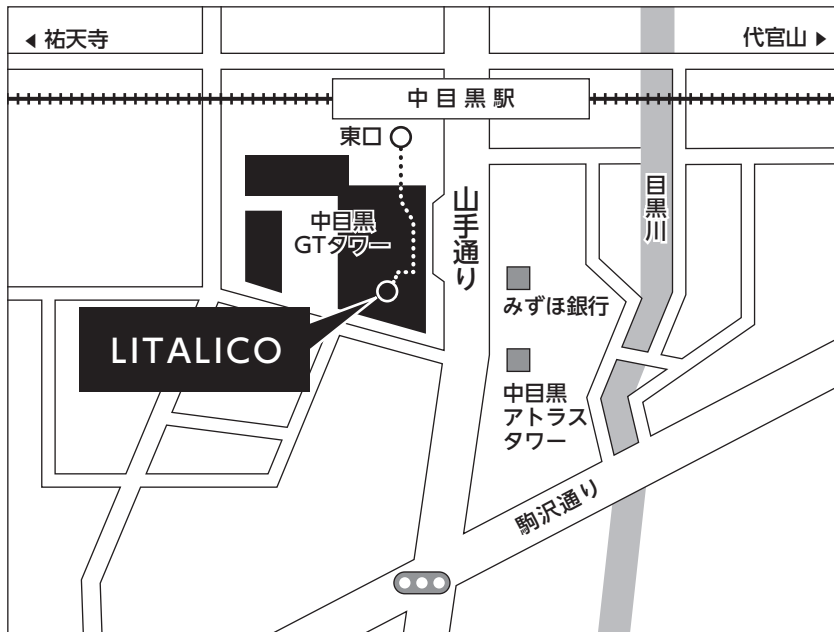 ◀ 祐天寺
代官山 ▶
中目黒駅
東口
中目黒
GTタワー
山手通り
目黒川
みずほ銀行
LITALICO
中目黒
アトラス
タワー
駒沢通り